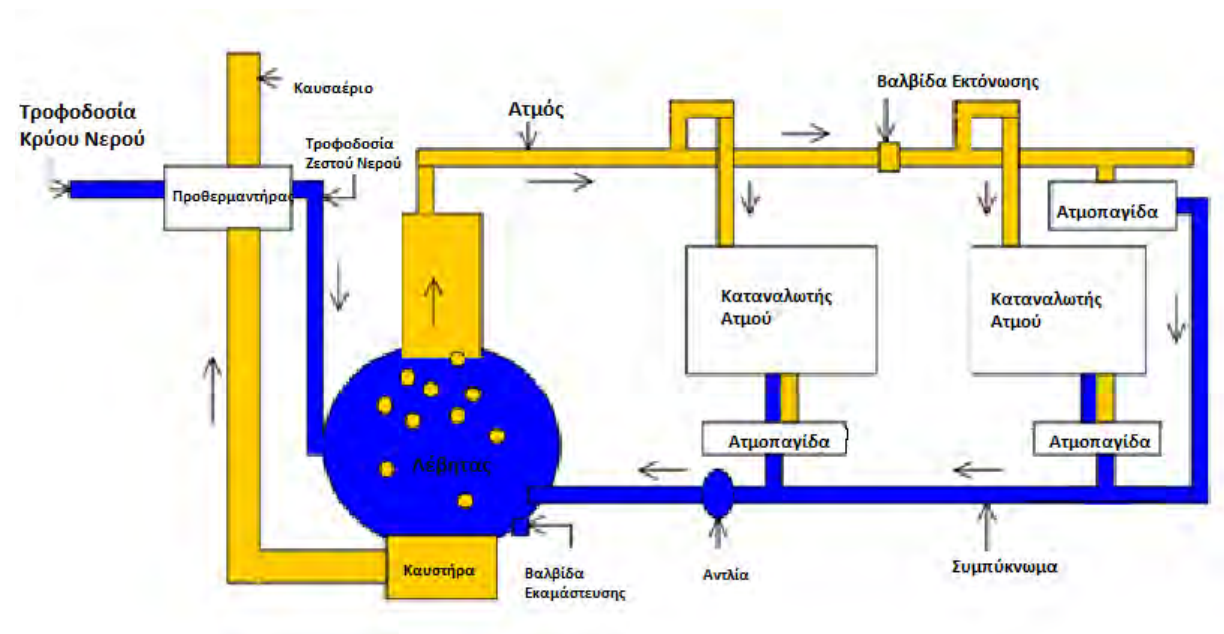 Καυσαέριο
Τροφοδοσία
Κρύου Νερού
Τροφοδοσία
Ζεστού Νερού
Προθερμαντήρας
Ατμός
Βαλβίδα Εκτόνωσης
Ατμοπαγίδα
Καταναλωτής
Ατμού
Καταναλωτής
Ατμού
Ατμοπαγίδα
Ατμοπαγίδα
Λέβητας
Καυστήρα
Βαλβίδα
Εκαμάστευσης
Αντλία
Συμπύκνωμα